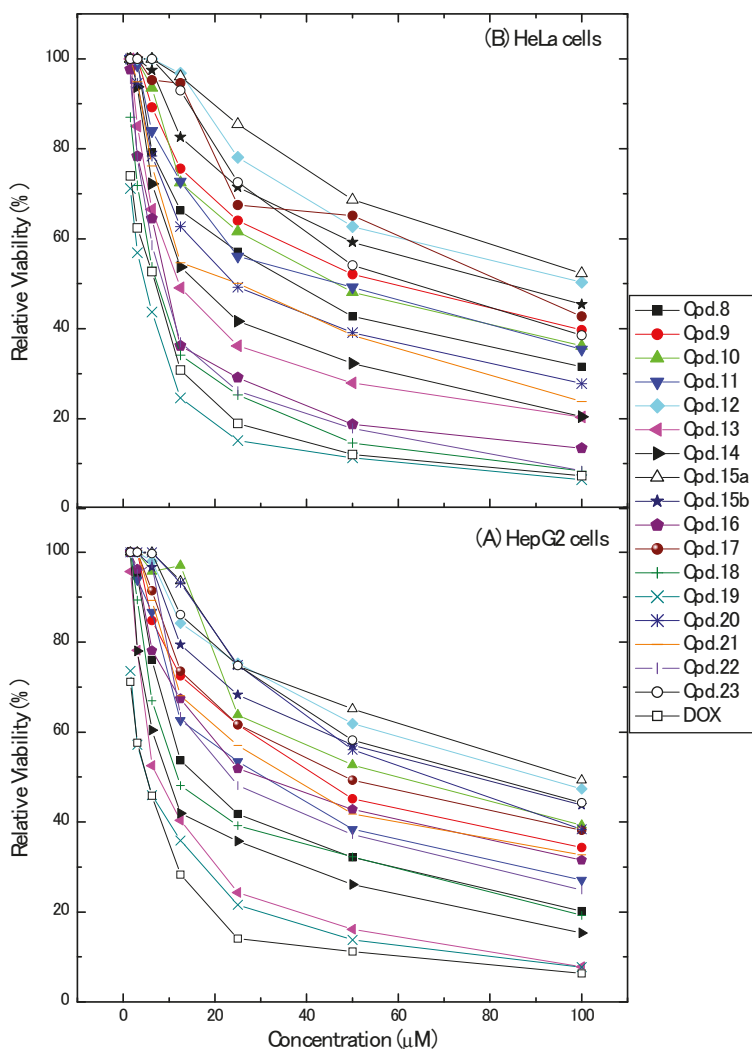 (B) HeLa cells
100
80
60
40
20
0
Relative Viability (%)
(A) HepG2 cells
100
80
60
40
20
0
Relative Viability (%)
0 20 40 60 80 100
Concentration (μM)
Cpd.8
Cpd.9
Cpd.10
Cpd.11
Cpd.12
Cpd.13
Cpd.14
Cpd.15a
Cpd.15b
Cpd.16
Cpd.17
Cpd.18
Cpd.19
Cpd.20
Cpd.21
Cpd.22
Cpd.23
DOX